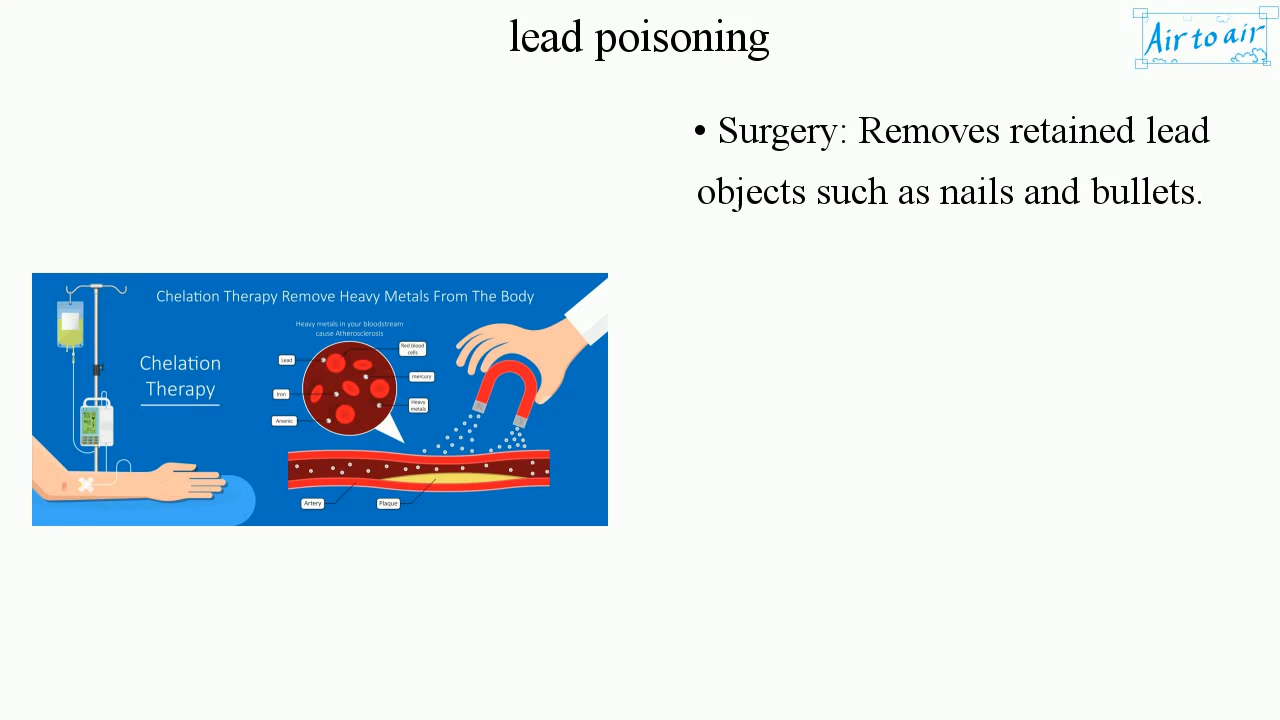 lead poisoning
Air to air
• Surgery: Removes retained lead
objects such as nails and bullets.
Chelation Therapy Remove Heavy Metals From The Body
Heavy metals in your bloodstream
cause Atherosclerosis
Chelation
Therapy
Lead
Red blood
cells
mercury
Iron
Heavy
metals
Arsenic
Artery
Plaque